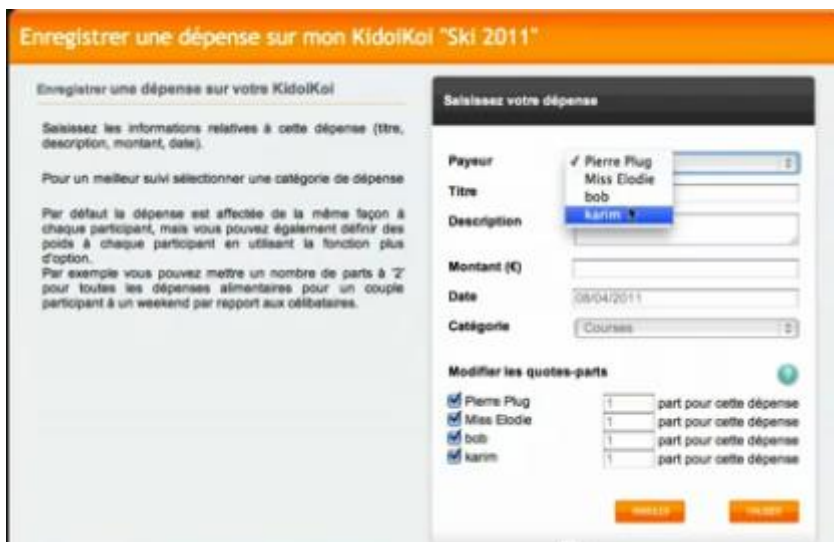 Enregistrer une dépense sur mon KidoiKoi "Ski 2011"
Enregistrer une dépense sur votre KidoiKoi
Saisissez les informations relatives à cette dépense (titre,
description, montant, date).
Pour un meilleur suivi sélectionner une catégorie de dépense
Par défaut la dépense est affectée de la même façon à
chaque participant, mais vous pouvez également définir des
poids à chaque participant en utilisant la fonction plus
d'option.
Par exemple vous pouvez mettre un nombre de parts à '2'
pour toutes les dépenses alimentaires pour un couple
participant à un weekend par rapport aux célibataires.
Saisissez votre dépense
Payeur
✓ Pierre Plug
Miss Elodie
bob
karim
Titre
Description
Montant (€)
Date 08/04/2011
Catégorie Courses
Modifier les quotes-parts ?
Pierre Plug 1 part pour cette dépense
Miss Elodie 1 part pour cette dépense
bob 1 part pour cette dépense
karim 1 part pour cette dépense
ANNULER VALIDER